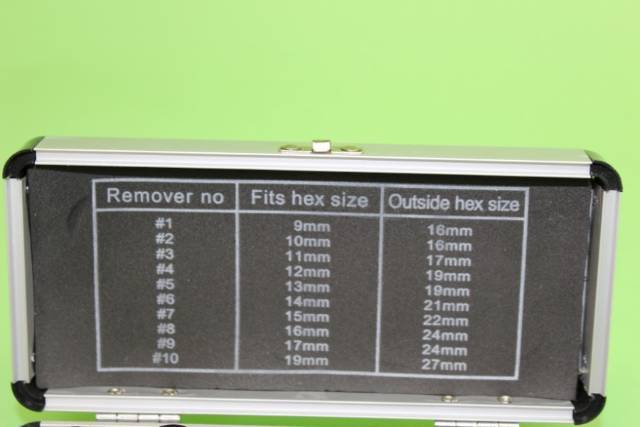 Remover no Fits hex size Outside hex size
#1 9mm 16mm
#2 10mm 16mm
#3 11mm 17mm
#4 12mm 19mm
#5 13mm 19mm
#6 14mm 21mm
#7 15mm 22mm
#8 16mm 24mm
#9 17mm 24mm
#10 19mm 27mm